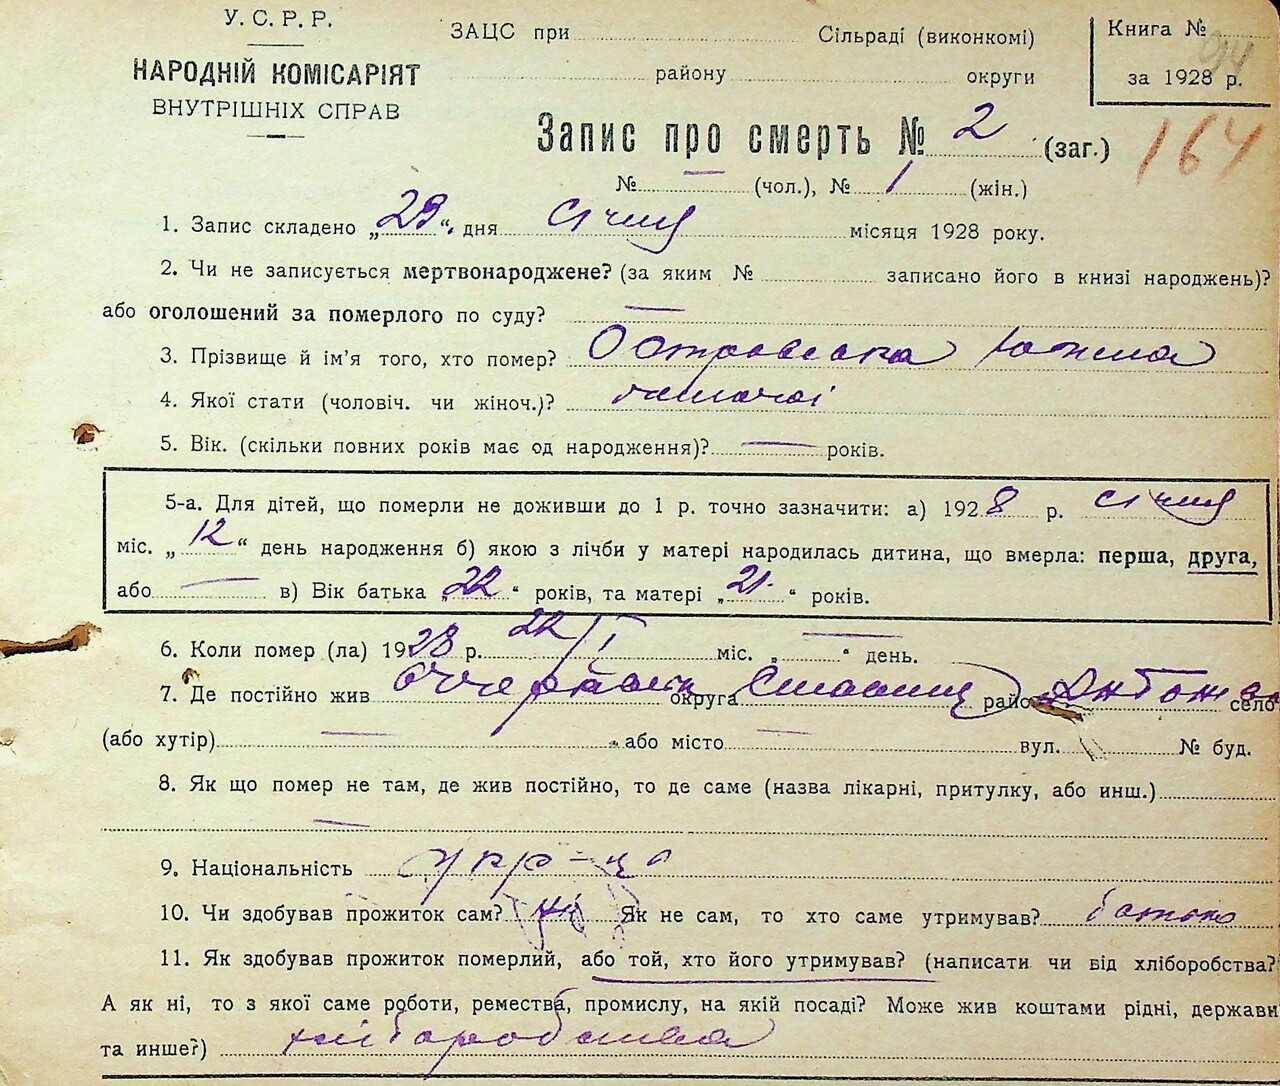 У. С. Р. Р.
НАРОДНІЙ КОМІСАРІЯТ
ВНУТРІШНІХ СПРАВ
ЗАЦС при Сільраді (виконкомі)
району округи
Книга № 94
за 1928 р.
164
Запис про смерть № 2 (заг.)
№ — (чол.), № 1 (жін.)
1. Запис складено „29“ дня січня місяця 1928 року.
2. Чи не записується мертвонароджене? (за яким № записано його в книзі народжень)?
або оголошений за померлого по суду? —
3. Прізвище й ім'я того, хто помер? Островська
4. Якої стати (чоловіч. чи жіноч.)?
5. Вік. (скільки повних років має од народження)? — років.
5-а. Для дітей, що померли не доживши до 1 р. точно зазначити: а) 1928 р. січня
міс. „12“ день народження б) якою з лічби у матері народилась дитина, що вмерла: перша, друга,
або — в) Вік батька „22“ років, та матері „21“ років.
6. Коли помер (ла) 1928 р. 22/I міс. „—“ день.
7. Де постійно жив округа район село
(або хутір) — або місто — вул. № буд.
8. Як що помер не там, де жив постійно, то де саме (назва лікарні, притулку, або инш.)
—
9. Національність укр-ка
10. Чи здобував прожиток сам? ні Як не сам, то хто саме утримував? батько
11. Як здобував прожиток померлий, або той, хто його утримував? (написати чи від хліборобства?
А як ні, то з якої саме роботи, ремества, промислу, на якій посаді? Може жив коштами рідні, держави
та инше?) хліборобства